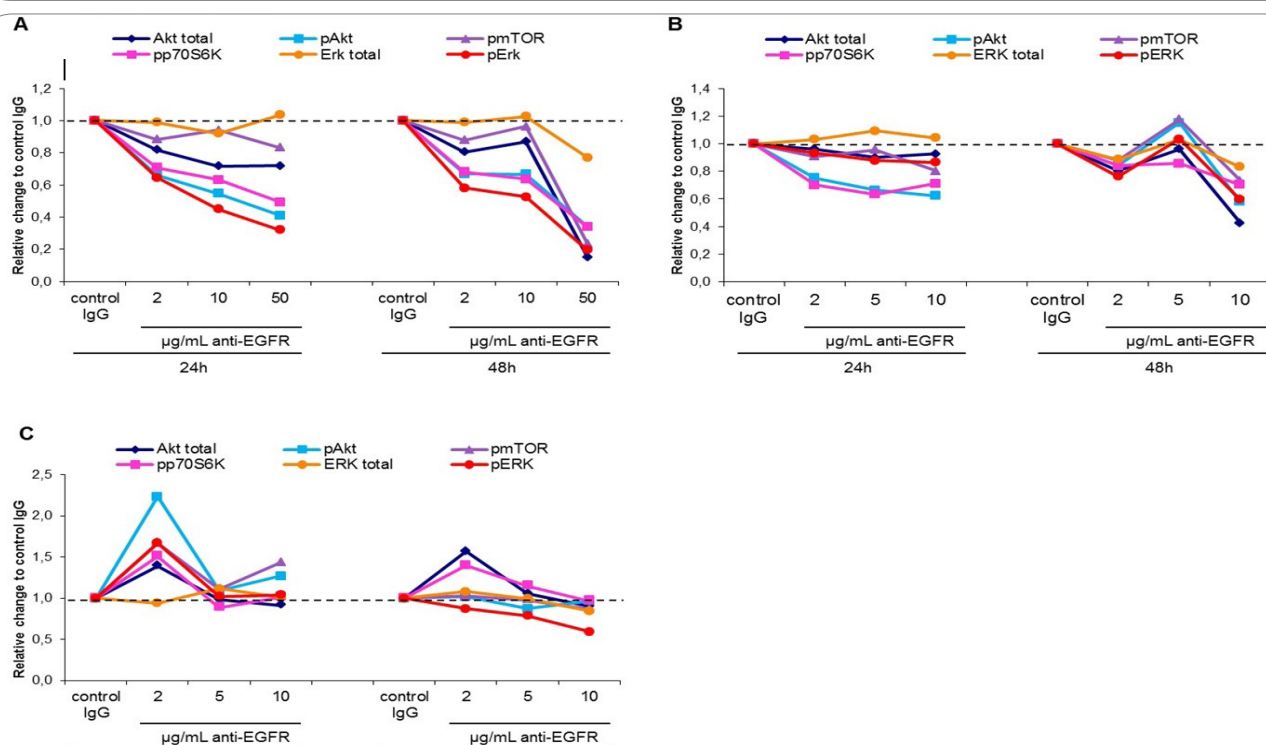 A
Akt total pAkt pmTOR
pp70S6K Erk total pErk
Relative change to control IgG
1,2
1,0
0,8
0,6
0,4
0,2
0,0
control IgG 2 10 50 control IgG 2 10 50
µg/mL anti-EGFR µg/mL anti-EGFR
24h 48h
B
Akt total pAkt pmTOR
pp70S6K ERK total pERK
Relative change to control IgG
1,4
1,2
1,0
0,8
0,6
0,4
0,2
0,0
control IgG 2 5 10 control IgG 2 5 10
µg/mL anti-EGFR µg/mL anti-EGFR
24h 48h
C
Akt total pAkt pmTOR
pp70S6K ERK total pERK
Relative change to control IgG
2,5
2,0
1,5
1,0
0,5
0,0
control IgG 2 5 10 control IgG 2 5 10
µg/mL anti-EGFR µg/mL anti-EGFR